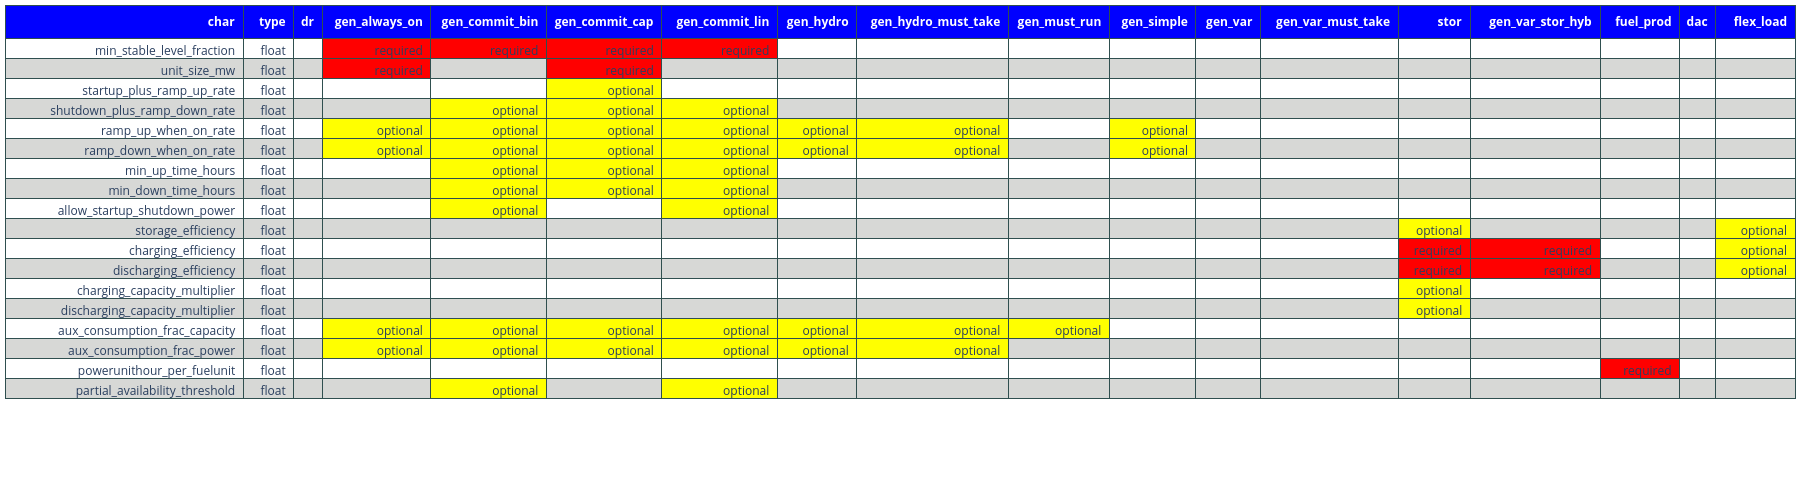 char type dr gen_always_on gen_commit_bin gen_commit_cap gen_commit_lin gen_hydro gen_hydro_must_take gen_must_run gen_simple gen_var gen_var_must_take stor gen_var_stor_hyb fuel_prod dac flex_load
min_stable_level_fraction float required required required required
unit_size_mw float required required
startup_plus_ramp_up_rate float optional
shutdown_plus_ramp_down_rate float optional optional optional
ramp_up_when_on_rate float optional optional optional optional optional optional optional
ramp_down_when_on_rate float optional optional optional optional optional optional optional
min_up_time_hours float optional optional optional
min_down_time_hours float optional optional optional
allow_startup_shutdown_power float optional optional
storage_efficiency float optional optional
charging_efficiency float required required optional
discharging_efficiency float required required optional
charging_capacity_multiplier float optional
discharging_capacity_multiplier float optional
aux_consumption_frac_capacity float optional optional optional optional optional optional optional
aux_consumption_frac_power float optional optional optional optional optional optional
powerunithour_per_fuelunit float required
partial_availability_threshold float optional optional